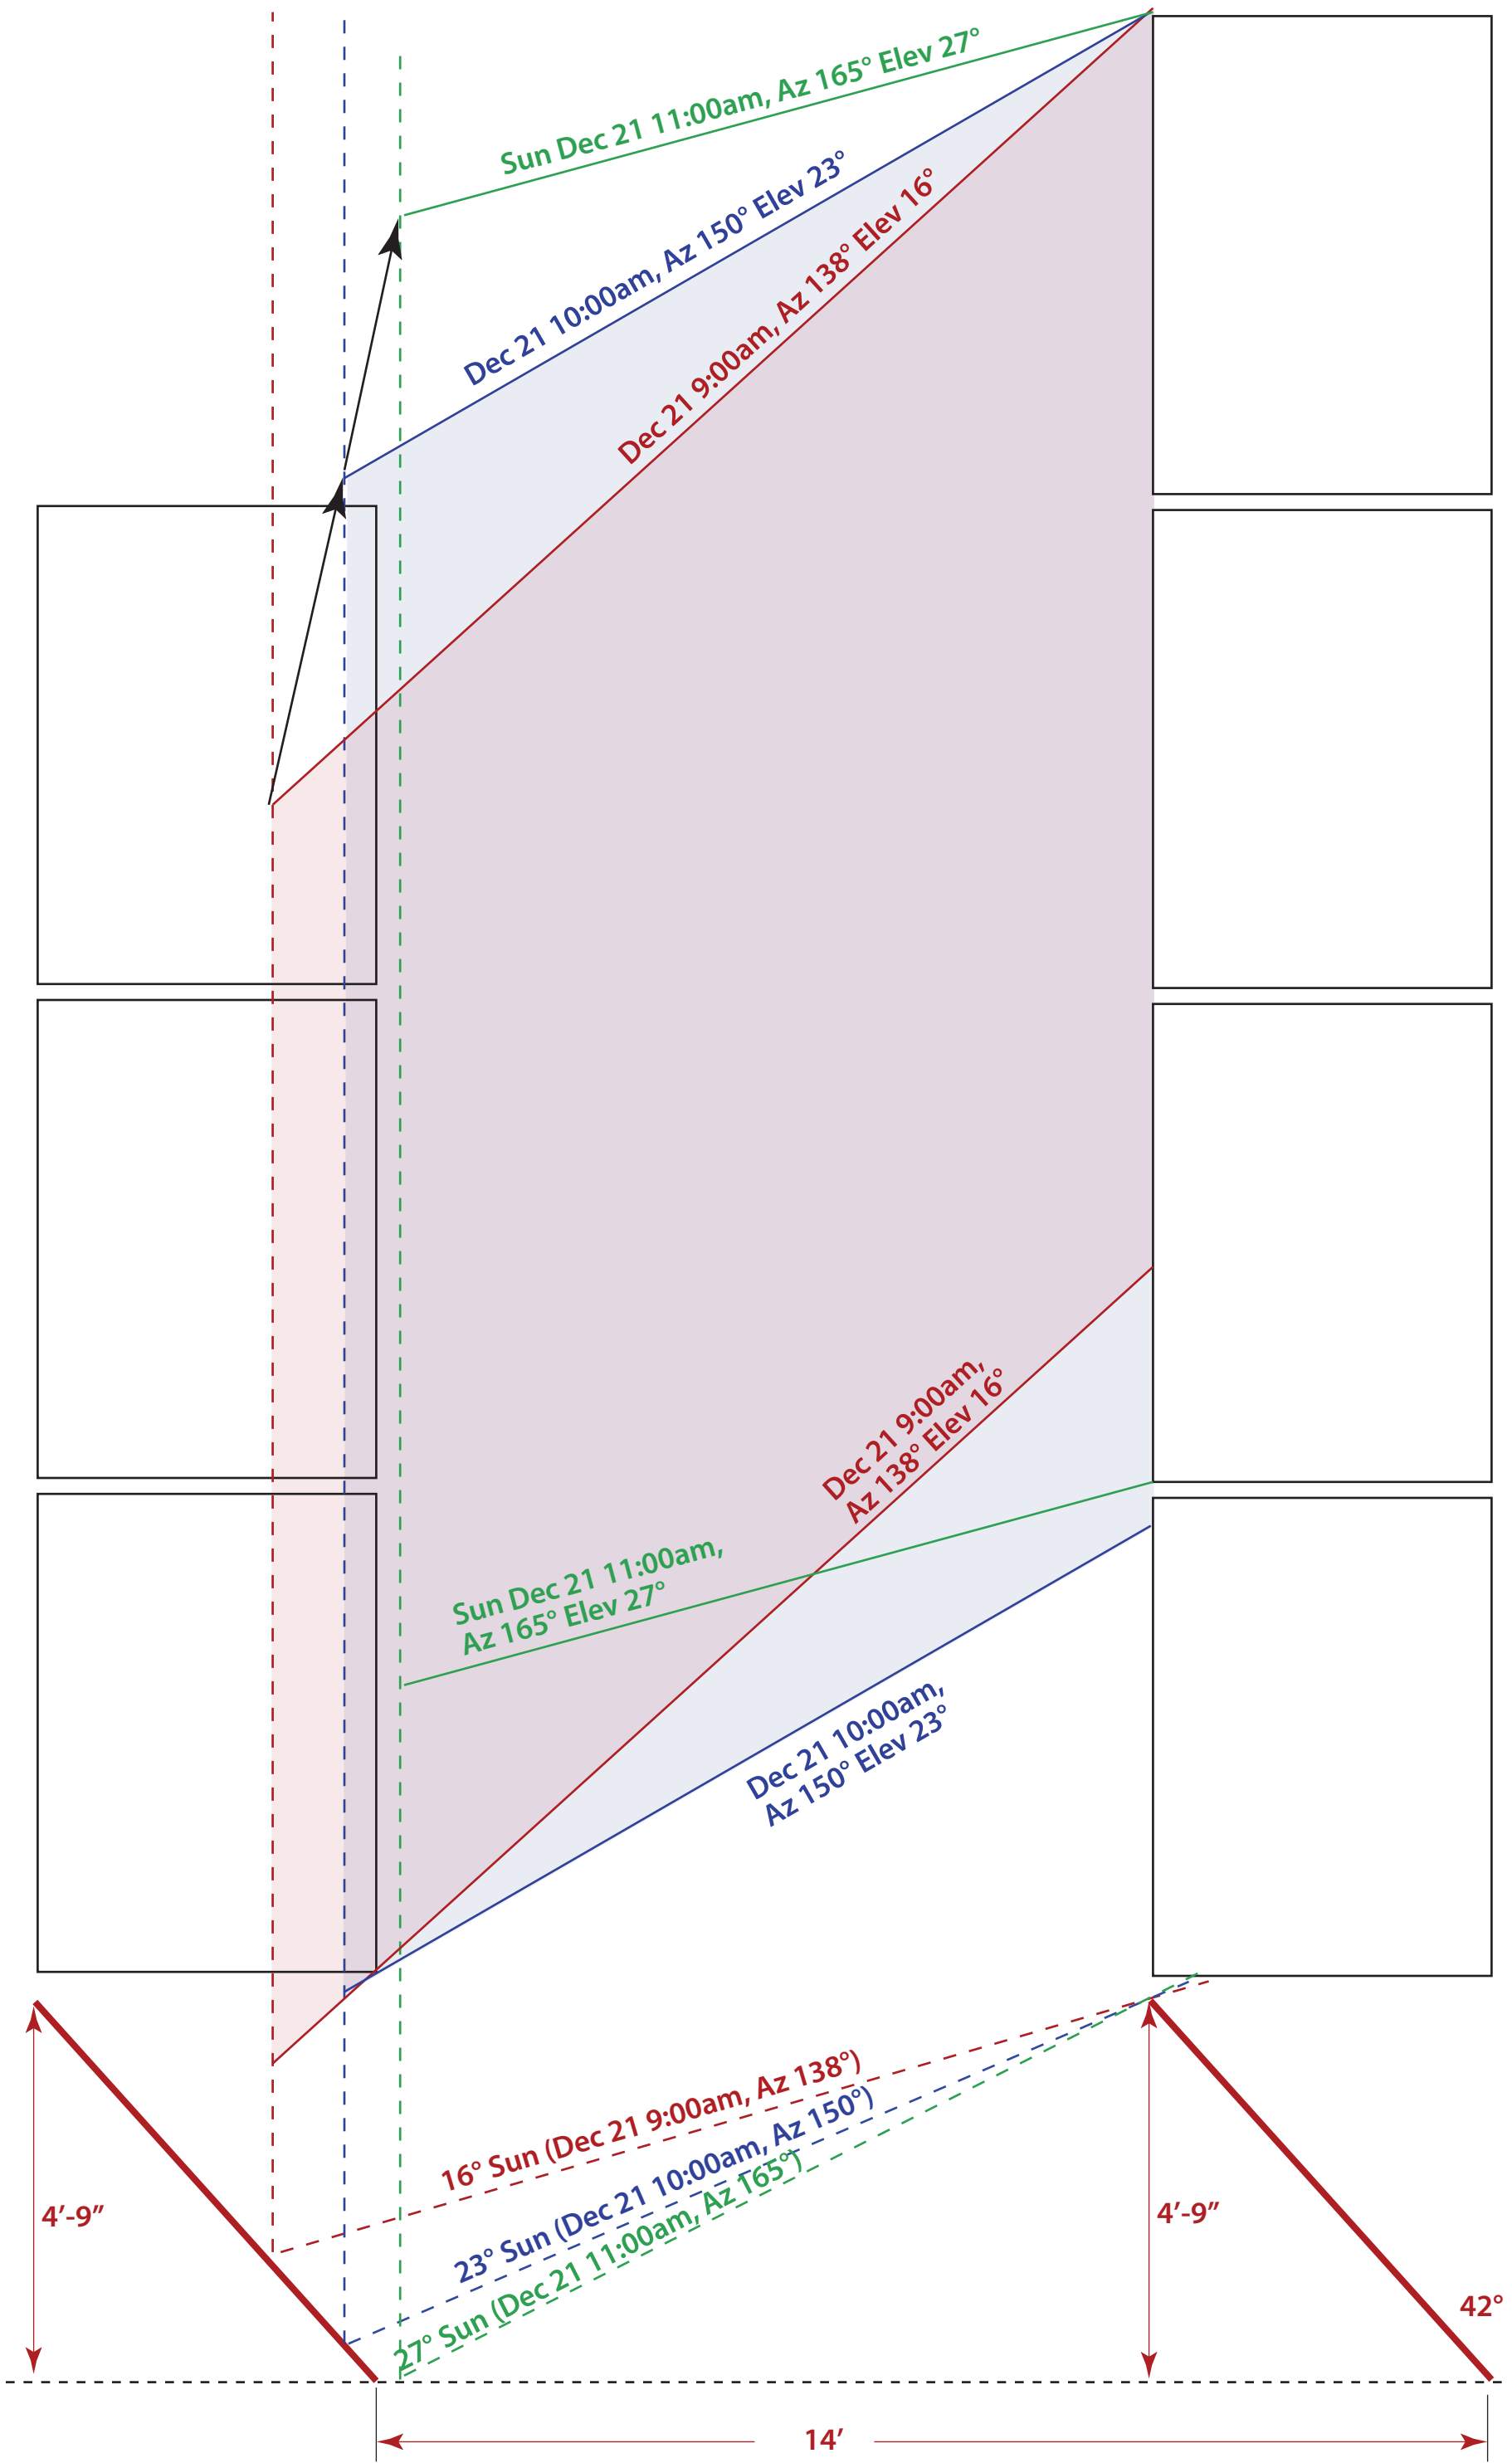 Sun Dec 21 11:00am, Az 165° Elev 27°
Dec 21 10:00am, Az 150° Elev 23°
Dec 21 9:00am, Az 138° Elev 16°
Dec 21 9:00am,
Az 138° Elev 16°
Sun Dec 21 11:00am,
Az 165° Elev 27°
Dec 21 10:00am,
Az 150° Elev 23°
16° Sun (Dec 21 9:00am, Az 138°)
23° Sun (Dec 21 10:00am, Az 150°)
27° Sun (Dec 21 11:00am, Az 165°)
4’-9”
4’-9”
42°
14’